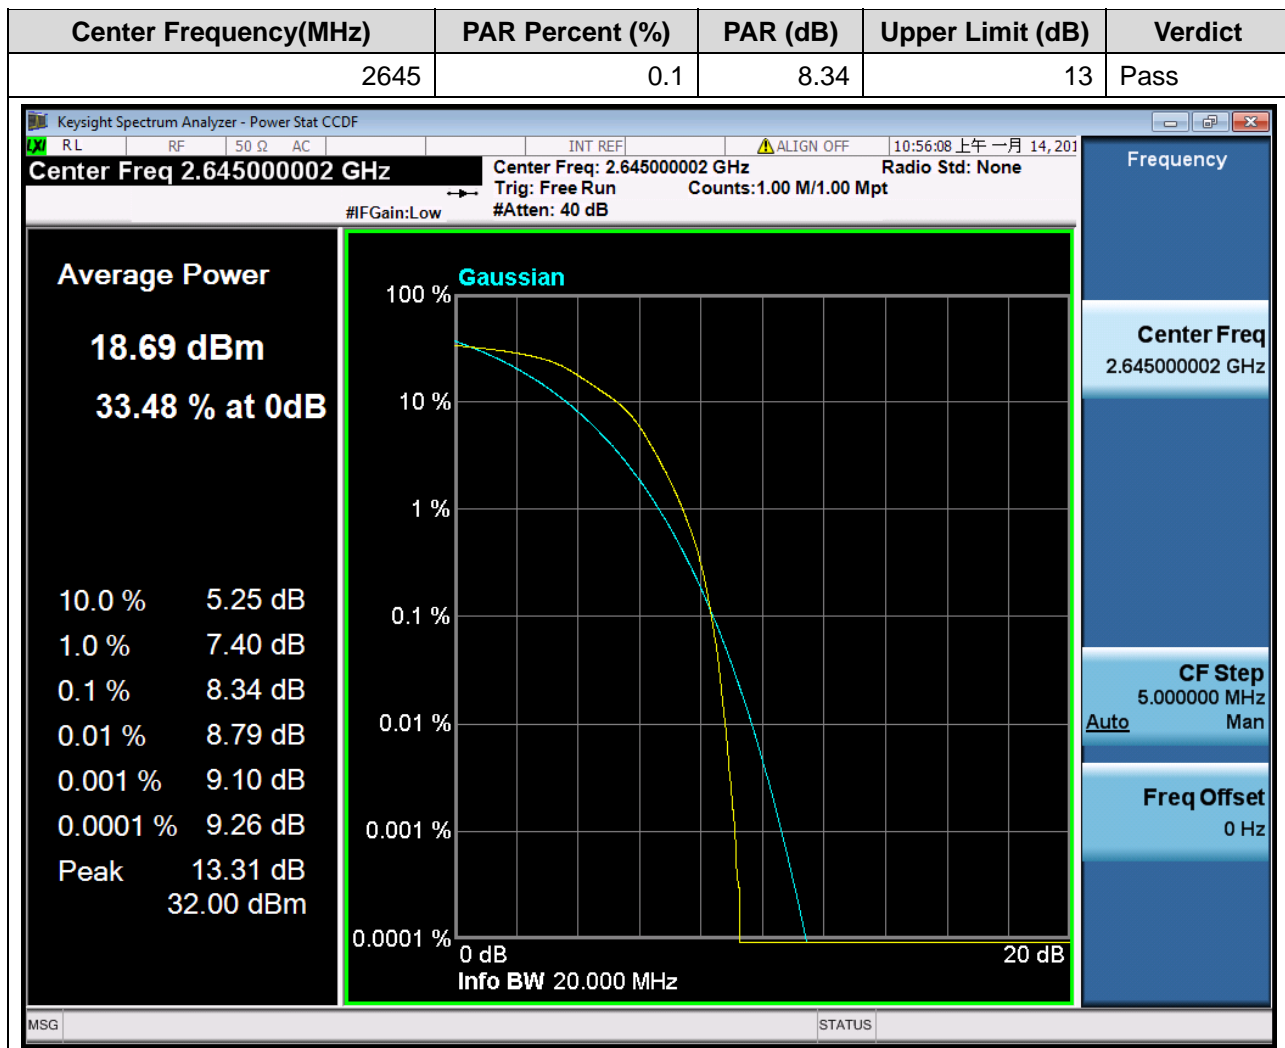 Center Frequency(MHz) PAR Percent (%) PAR (dB) Upper Limit (dB) Verdict
2645 0.1 8.34 13 Pass
Keysight Spectrum Analyzer - Power Stat CCDF
LXI RL RF 50 Ω AC INT REF ALIGN OFF 10:56:08 上午 一月 14, 201
Center Freq 2.645000002 GHz
Center Freq: 2.645000002 GHz Radio Std: None
Trig: Free Run Counts:1.00 M/1.00 Mpt
#IFGain:Low #Atten: 40 dB
Frequency
Average Power
18.69 dBm
33.48 % at 0dB
10.0 % 5.25 dB
1.0 % 7.40 dB
0.1 % 8.34 dB
0.01 % 8.79 dB
0.001 % 9.10 dB
0.0001 % 9.26 dB
Peak 13.31 dB
32.00 dBm
Gaussian
100 %
10 %
1 %
0.1 %
0.01 %
0.001 %
0.0001 %
0 dB 20 dB
Info BW 20.000 MHz
Center Freq
2.645000002 GHz
CF Step
5.000000 MHz
Auto Man
Freq Offset
0 Hz
MSG STATUS